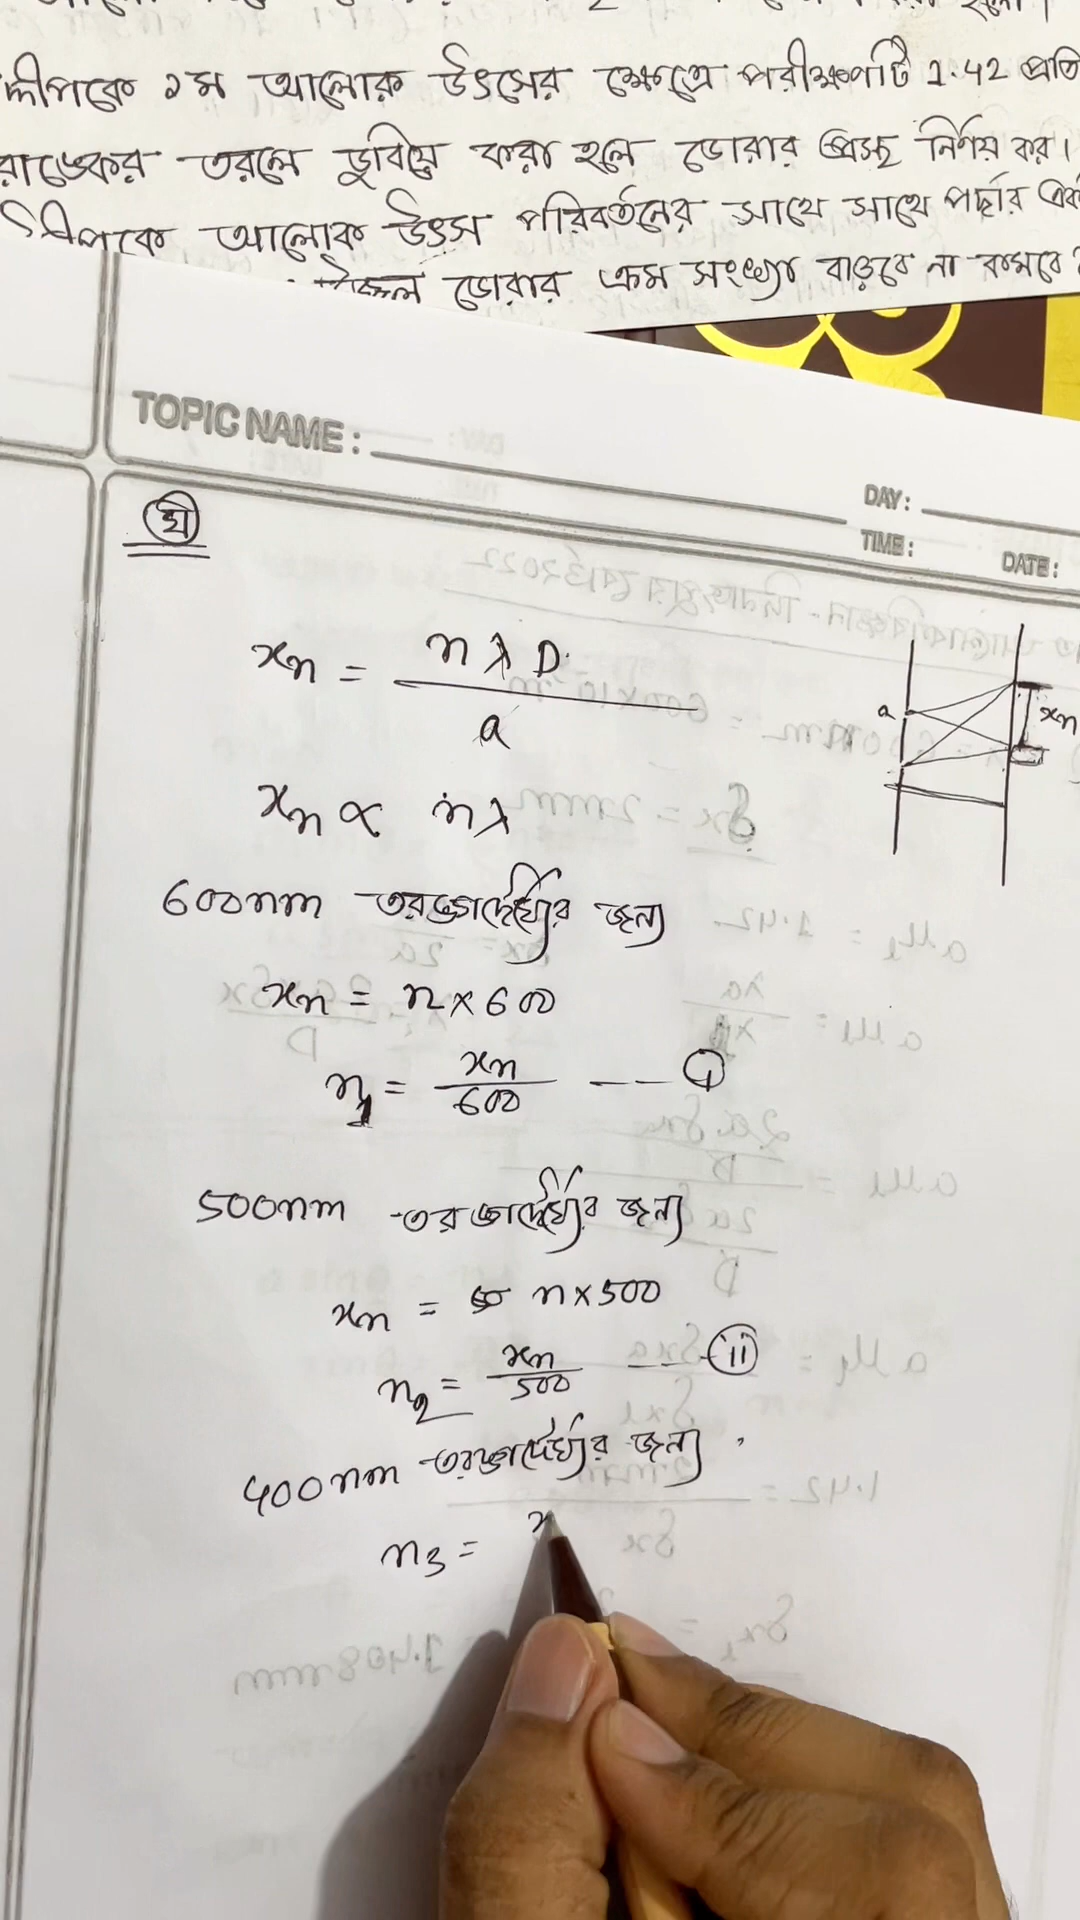 ১ম আলোক উৎসের ক্ষেত্রে পরীক্ষণটি 1.42 প্রতি
তরলে ডুবিয়ে করা হলে ডোরার প্রস্থ নির্ণয় কর।
আলোক উৎস পরিবর্তনের সাথে সাথে পর্দার
ডোরার ক্রম সংখ্যা বাড়বে না কমবে?
TOPIC NAME :
DAY :
TIME :
DATE :
ঘ
xn = nλD / a
a
xn
xn ∝ nλ
600nm তরঙ্গদৈর্ঘ্যের জন্য
xn = n × 600
n1 = xn / 600 --- i
500nm তরঙ্গদৈর্ঘ্যের জন্য
xn = n × 500
n2 = xn / 500 --- ii
400nm তরঙ্গদৈর্ঘ্যের জন্য,
n3 = x